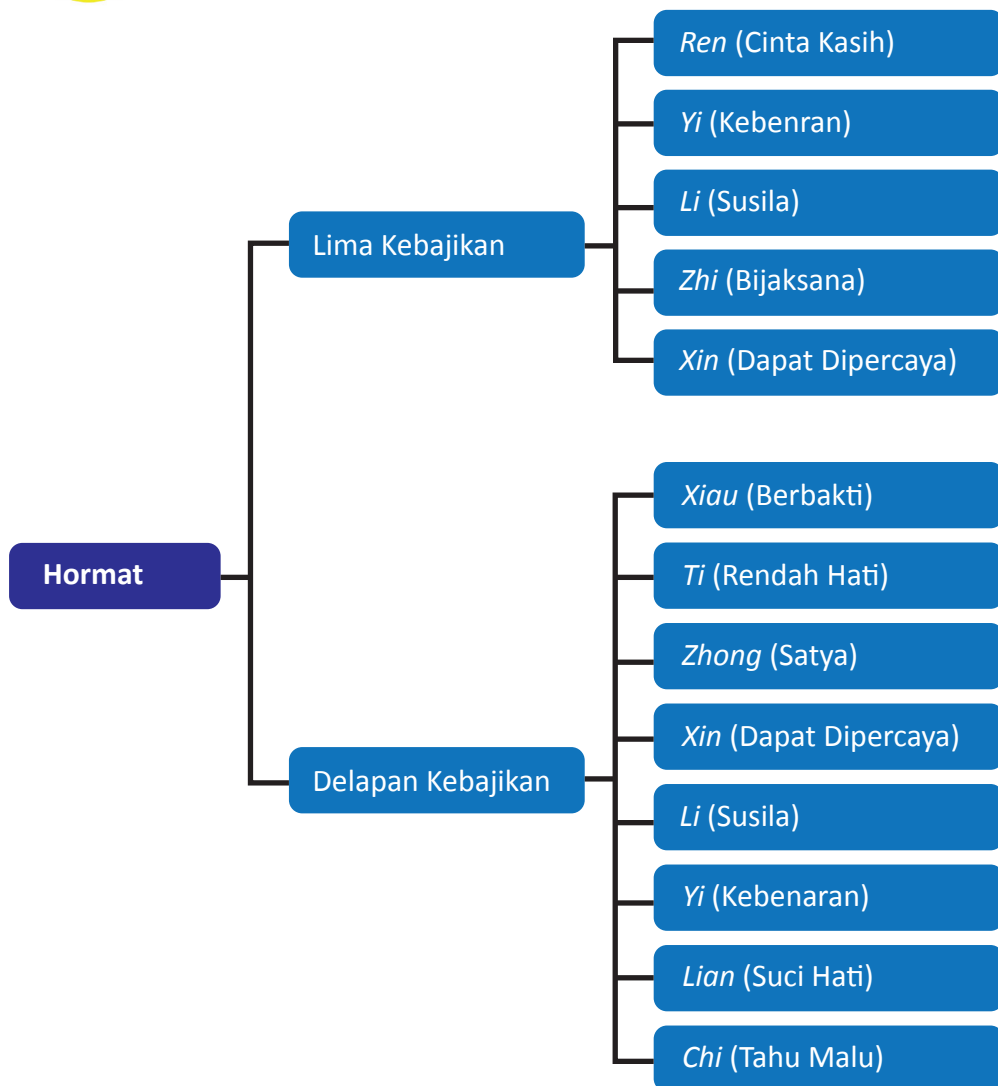 Hormat
Lima Kebajikan
Ren (Cinta Kasih)
Yi (Kebenran)
Li (Susila)
Zhi (Bijaksana)
Xin (Dapat Dipercaya)
Delapan Kebajikan
Xiau (Berbakti)
Ti (Rendah Hati)
Zhong (Satya)
Xin (Dapat Dipercaya)
Li (Susila)
Yi (Kebenaran)
Lian (Suci Hati)
Chi (Tahu Malu)